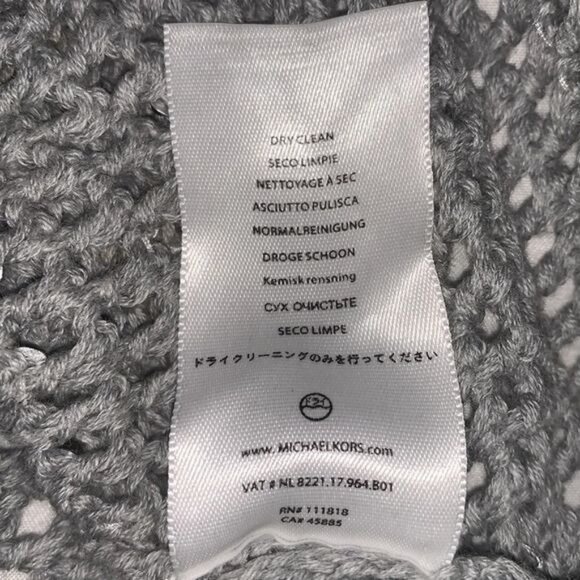 DRY CLEAN
SECO LIMPIE
NETTOYAGE À SEC
ASCIUTTO PULISCA
NORMALREINIGUNG
DROGE SCHOON
Kemisk rensning
СУХ ОЧИСТЬТЕ
SECO LIMPE
ドライクリーニングのみを行ってください
www.MICHAELKORS.com
VAT # NL 8221.17.964.B01
RN# 111818
CA# 45885